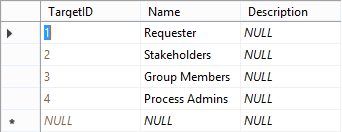 TargetID Name Description
1 Requester NULL
2 Stakeholders NULL
3 Group Members NULL
4 Process Admins NULL
* NULL NULL NULL